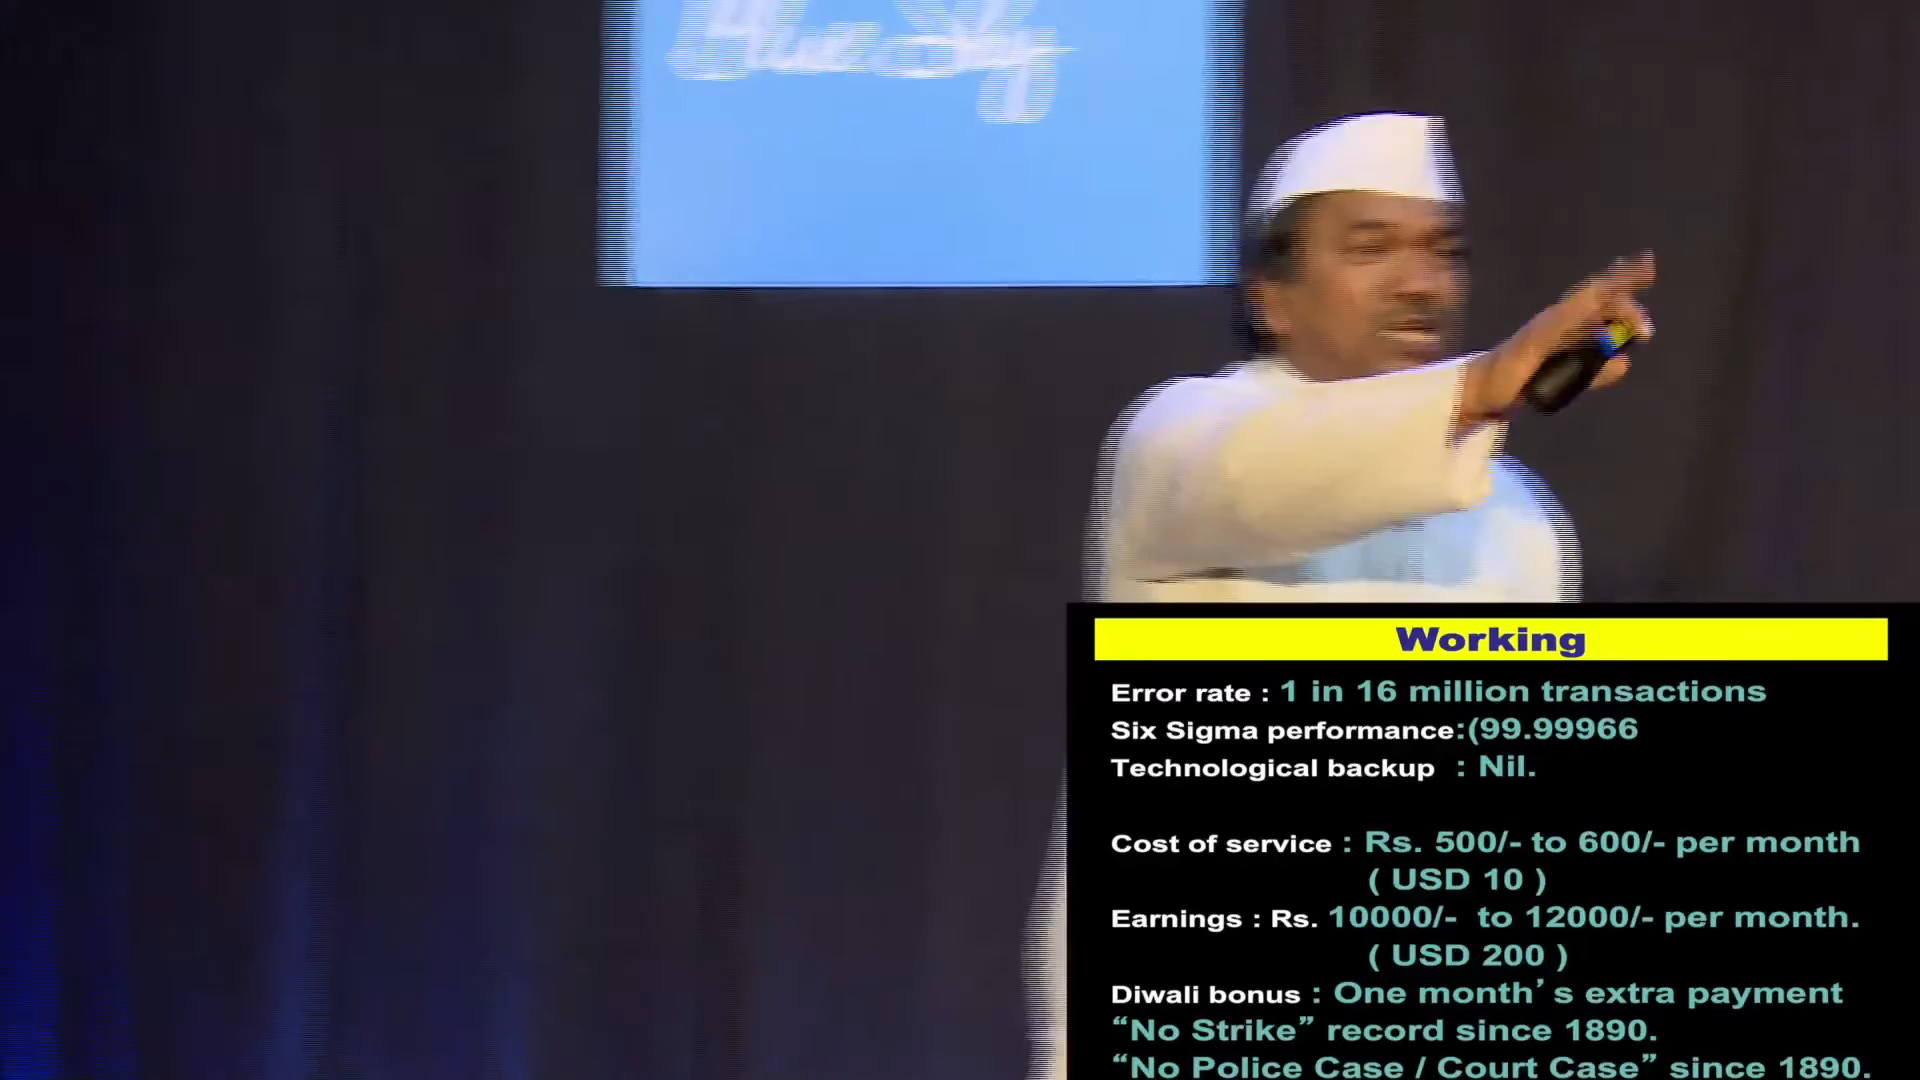 Blue Sky
Working
Error rate : 1 in 16 million transactions
Six Sigma performance:(99.99966
Technological backup : Nil.
Cost of service : Rs. 500/- to 600/- per month
( USD 10 )
Earnings : Rs. 10000/- to 12000/- per month.
( USD 200 )
Diwali bonus : One month’s extra payment
“No Strike” record since 1890.
“No Police Case / Court Case” since 1890.